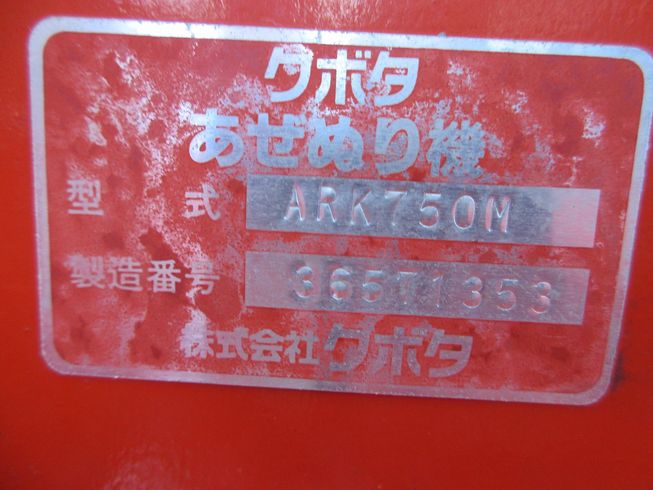 クボタ
あぜぬり機
型式 ARK750M
製造番号 365T1353
株式会社クボタ